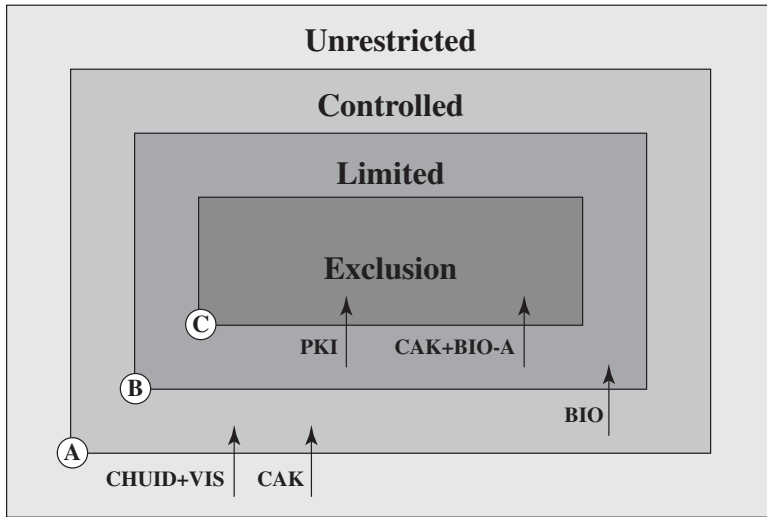 Unrestricted
Controlled
Limited
Exclusion
C
PKI
CAK+BIO-A
B
BIO
A
CHUID+VIS
CAK